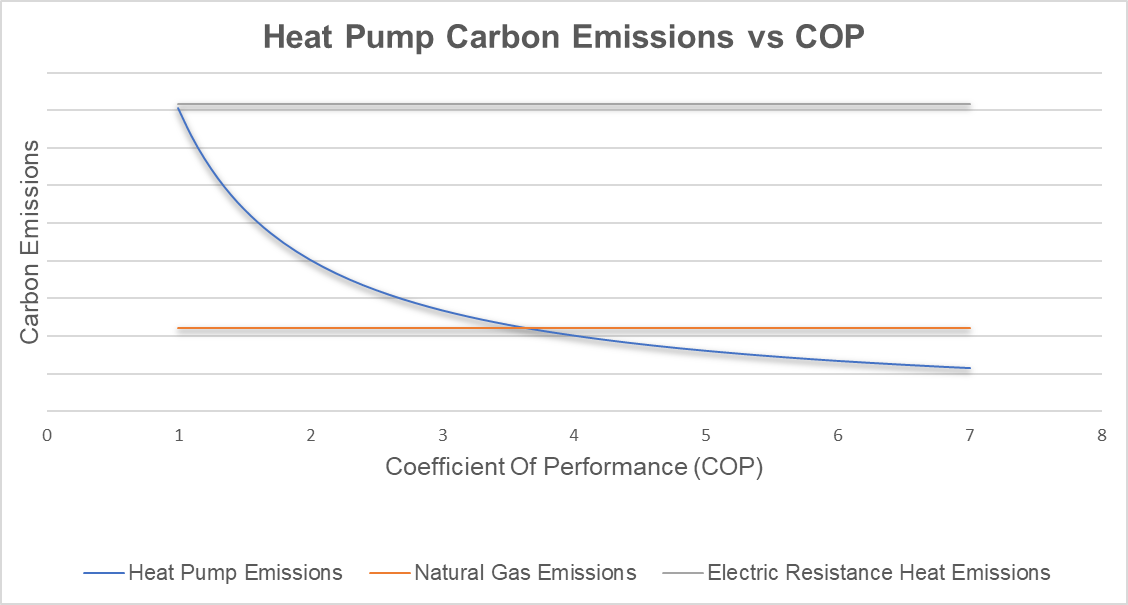 Heat Pump Carbon Emissions vs COP
Carbon Emissions
0 1 2 3 4 5 6 7 8
Coefficient Of Performance (COP)
Heat Pump Emissions Natural Gas Emissions Electric Resistance Heat Emissions